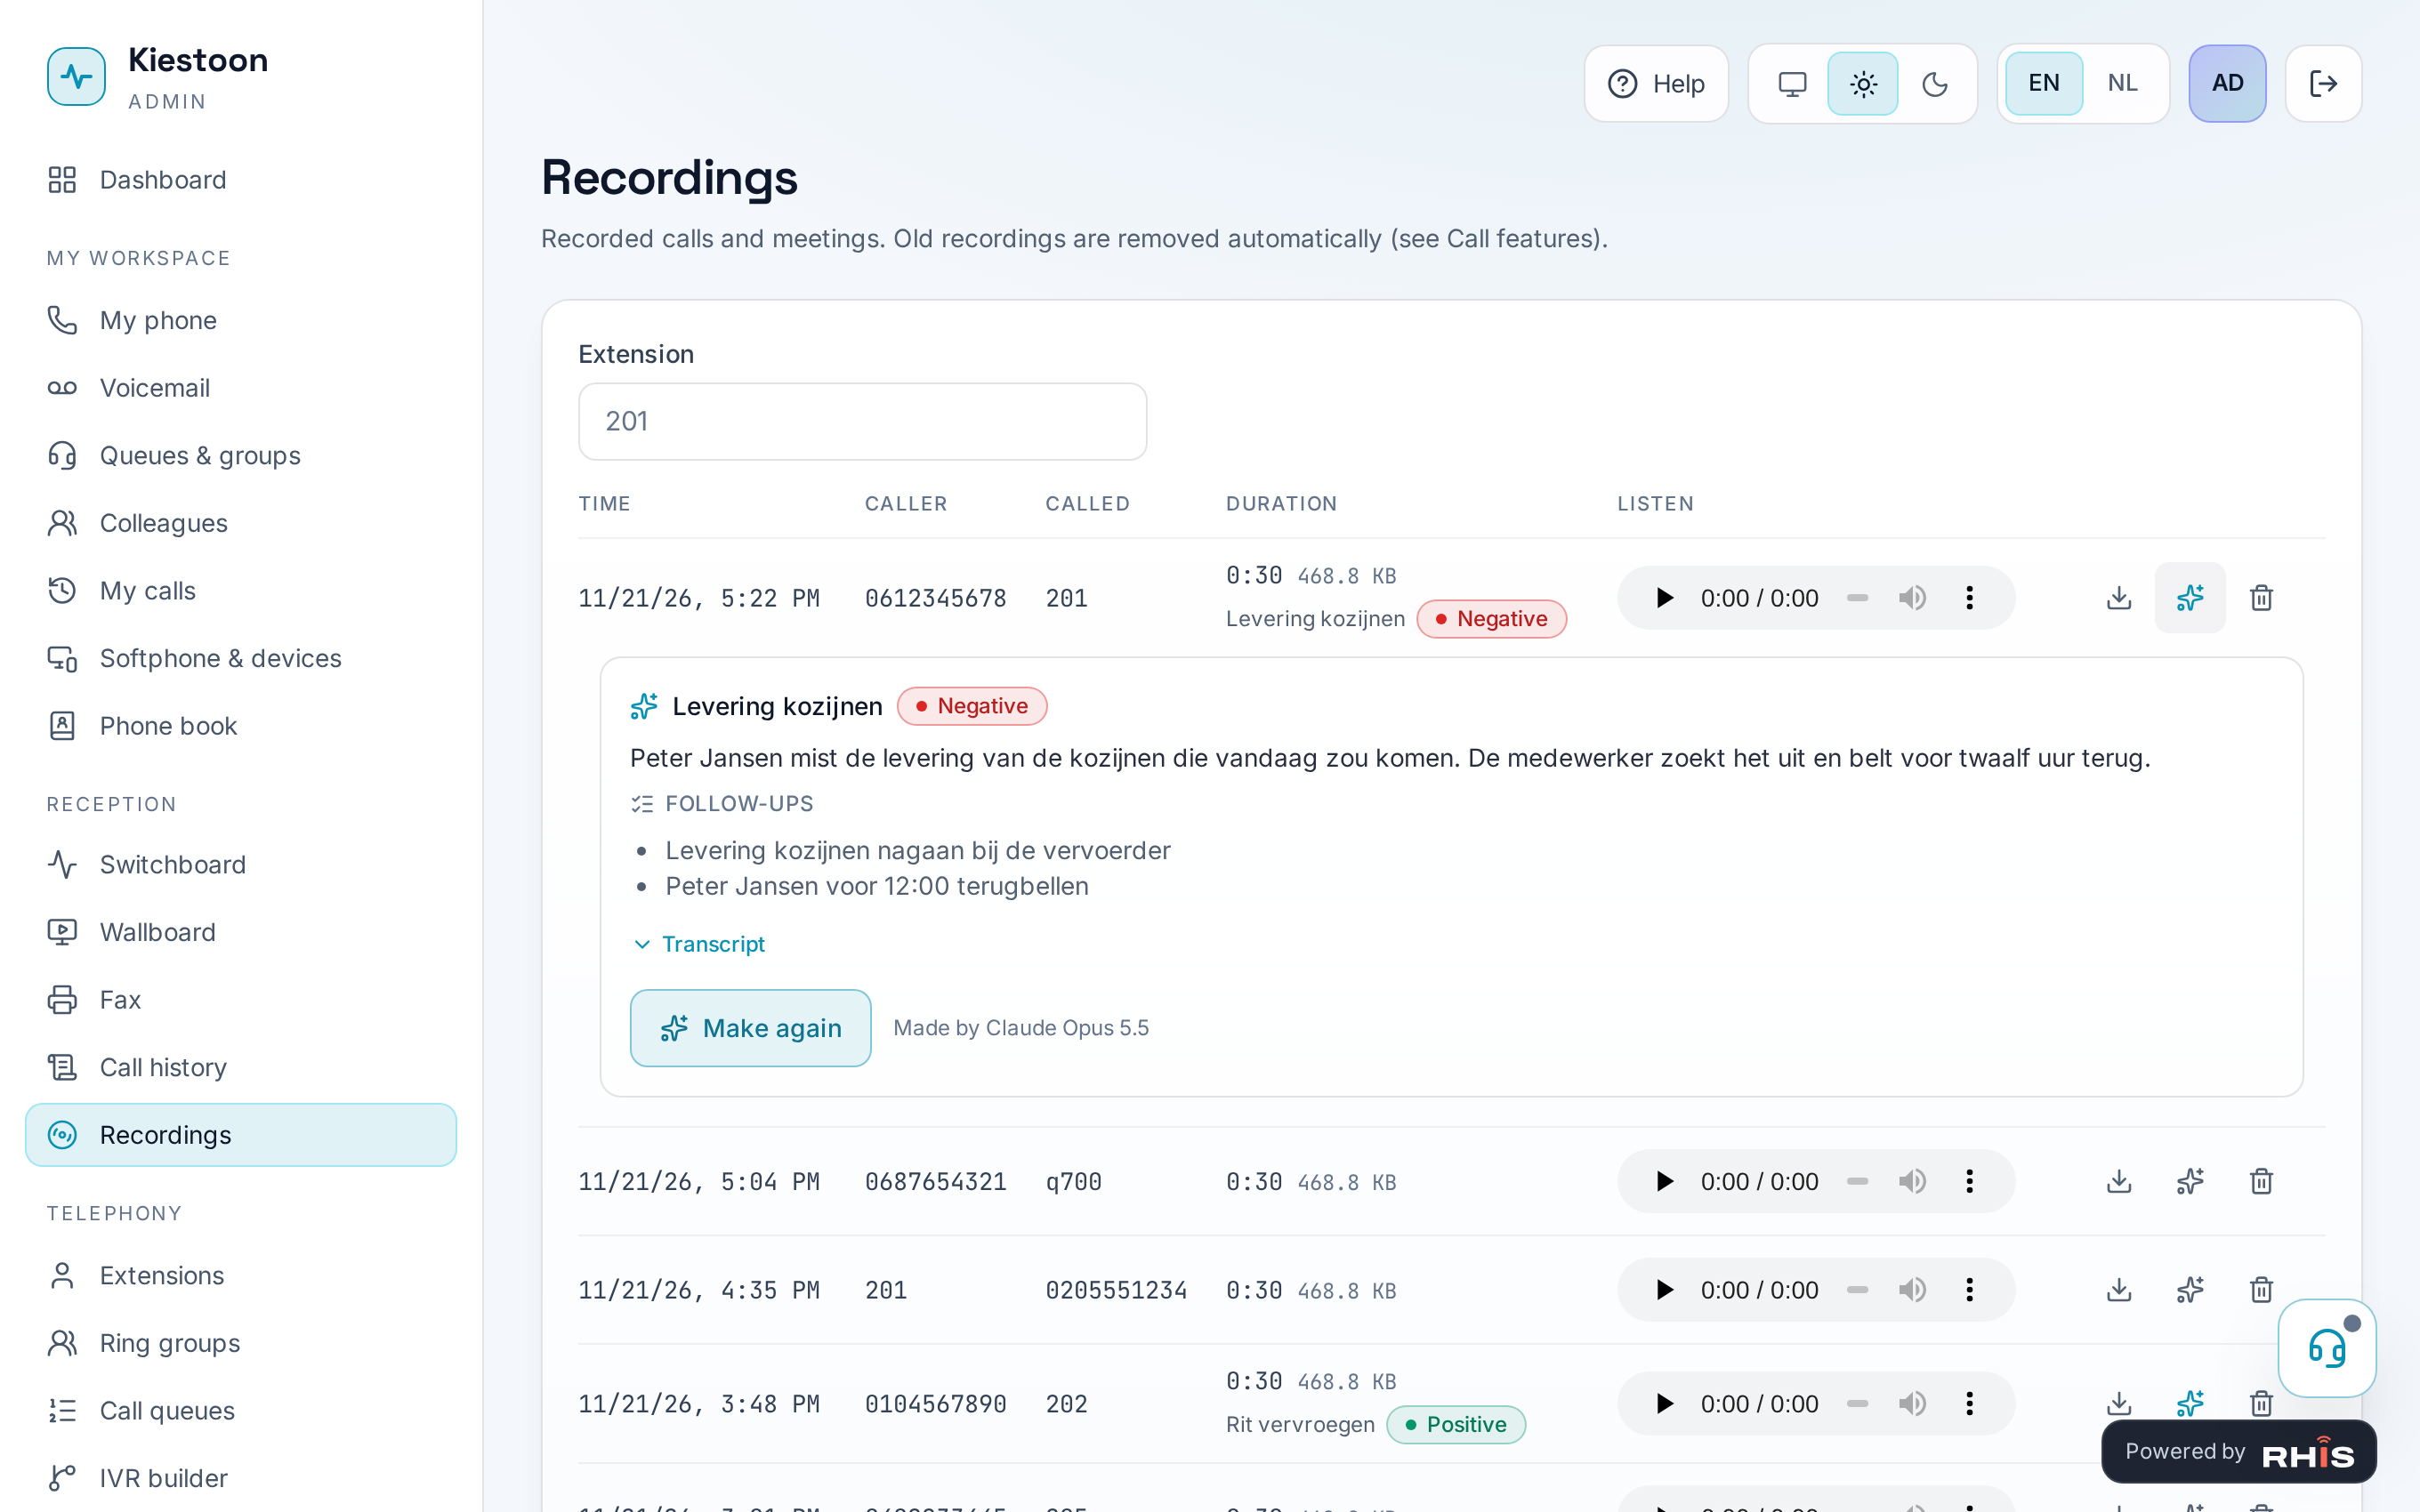 Kiestoon
ADMIN
Dashboard
MY WORKSPACE
My phone
Voicemail
Queues & groups
Colleagues
My calls
Softphone & devices
Phone book
RECEPTION
Switchboard
Wallboard
Fax
Call history
Recordings
TELEPHONY
Extensions
Ring groups
Call queues
IVR builder
Help
EN NL
AD
Recordings
Recorded calls and meetings. Old recordings are removed automatically (see Call features).
Extension
201
TIME CALLER CALLED DURATION LISTEN
11/21/26, 5:22 PM 0612345678 201 0:30 468.8 KB 0:00 / 0:00
Levering kozijnen Negative
Levering kozijnen Negative
Peter Jansen mist de levering van de kozijnen die vandaag zou komen. De medewerker zoekt het uit en belt voor twaalf uur terug.
FOLLOW-UPS
• Levering kozijnen nagaan bij de vervoerder
• Peter Jansen voor 12:00 terugbellen
Transcript
Make again Made by Claude Opus 5.5
11/21/26, 5:04 PM 0687654321 q700 0:30 468.8 KB 0:00 / 0:00
11/21/26, 4:35 PM 201 0205551234 0:30 468.8 KB 0:00 / 0:00
11/21/26, 3:48 PM 0104567890 202 0:30 468.8 KB 0:00 / 0:00
Rit vervroegen Positive
Powered by RHIS